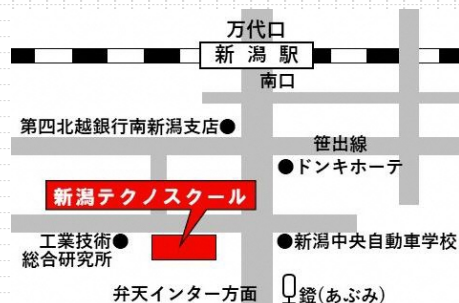 万代口
新潟駅
南口
第四北越銀行南新潟支店●
笹出線
●ドンキホーテ
新潟テクノスクール
工業技術●
総合研究所
●新潟中央自動車学校
弁天インター方面
鐙(あぶみ)